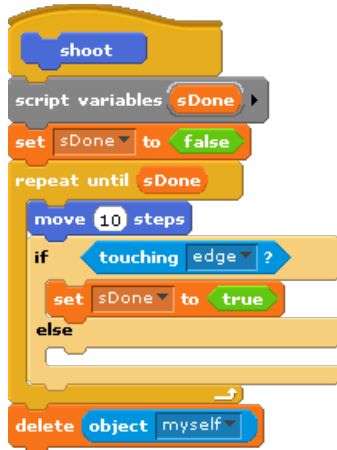 shoot
script variables sDone
set sDone to false
repeat until sDone
move 10 steps
if touching edge ?
set sDone to true
else
delete object myself